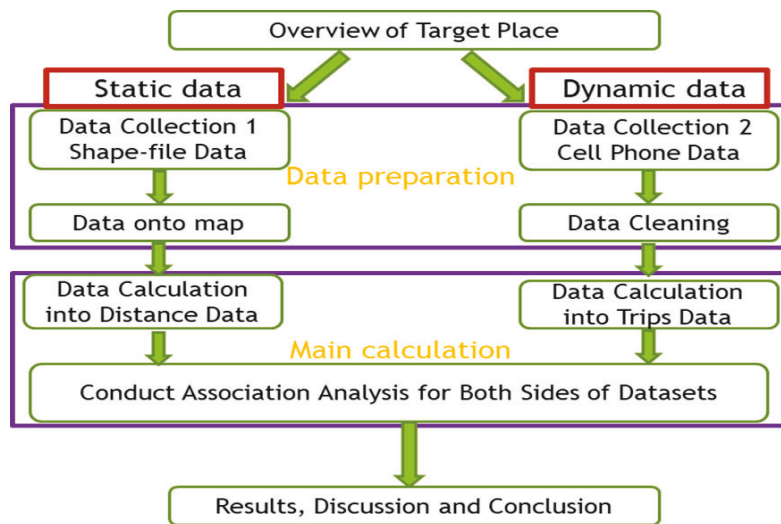 Overview of Target Place
Static data
Dynamic data
Data Collection 1
Shape-file Data
Data Collection 2
Cell Phone Data
Data preparation
Data onto map
Data Cleaning
Data Calculation
into Distance Data
Data Calculation
into Trips Data
Main calculation
Conduct Association Analysis for Both Sides of Datasets
Results, Discussion and Conclusion